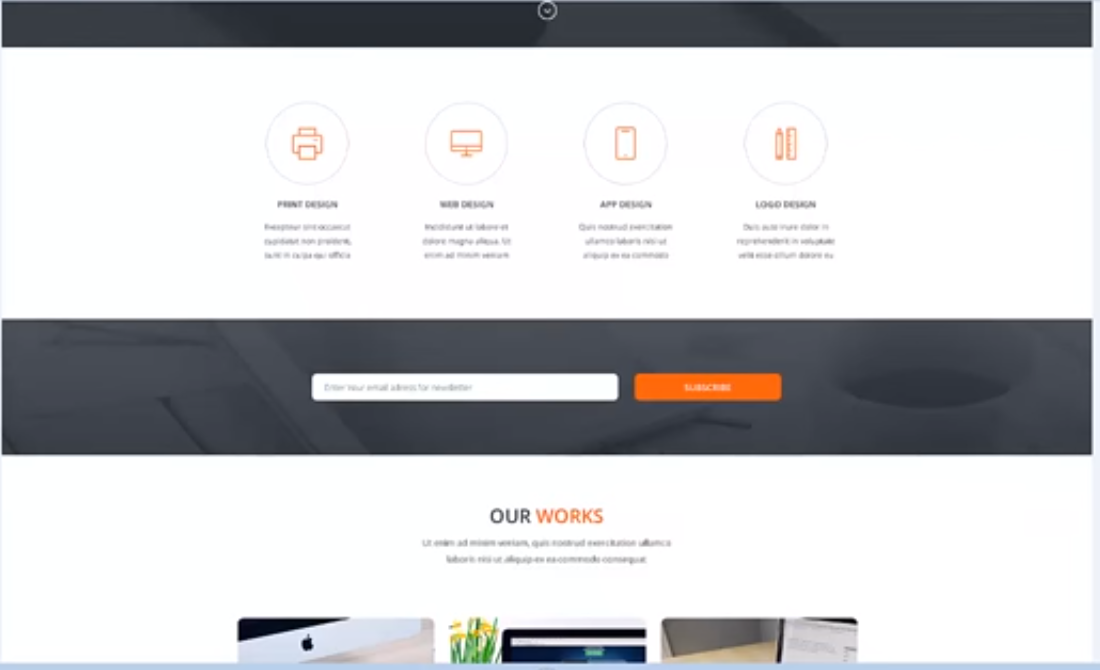 PRINT DESIGN
WEB DESIGN
APP DESIGN
LOGO DESIGN
Excepteur sint occaecat
cupidatat non proident,
sunt in culpa qui officia
Incididunt ut labore et
dolore magna aliqua. Ut
enim ad minim veniam
Quis nostrud exercitation
ullamco laboris nisi ut
aliquip ex ea commodo
Duis aute irure dolor in
reprehenderit in voluptate
velit esse cillum dolore eu
Enter Your email adress for newsletter
SUBSCRIBE
OUR WORKS
Ut enim ad minim veniam, quis nostrud exercitation ullamco
laboris nisi ut aliquip ex ea commodo consequat